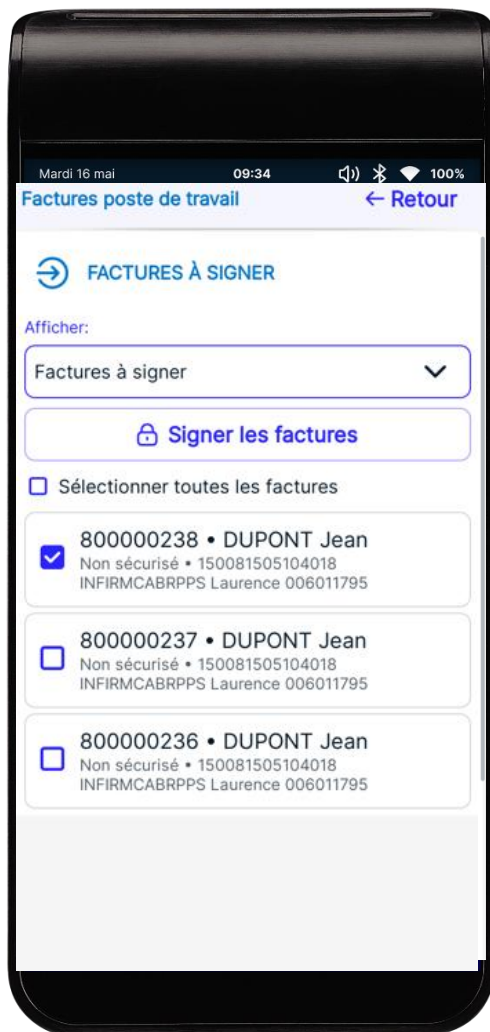 Mardi 16 mai 09:34 100%
Factures poste de travail ← Retour
FACTURES À SIGNER
Afficher:
Factures à signer
Signer les factures
Sélectionner toutes les factures
800000238 • DUPONT Jean
Non sécurisé • 150081505104018
INFIRMCABRPPS Laurence 006011795
800000237 • DUPONT Jean
Non sécurisé • 150081505104018
INFIRMCABRPPS Laurence 006011795
800000236 • DUPONT Jean
Non sécurisé • 150081505104018
INFIRMCABRPPS Laurence 006011795